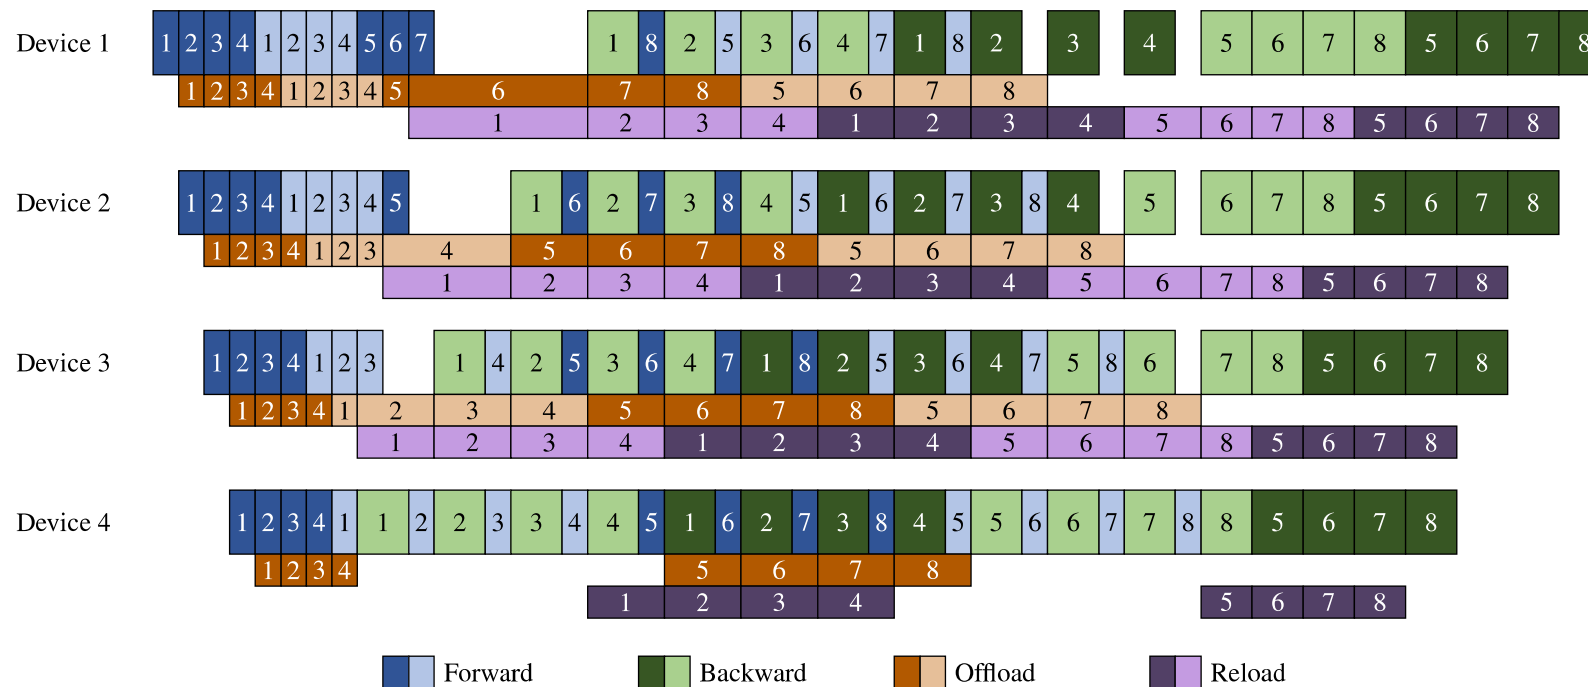 Device 1 1 2 3 4 1 2 3 4 5 6 7 1 8 2 5 3 6 4 7 1 8 2 3 4 5 6 7 8 5 6 7 8
1 2 3 4 1 2 3 4 5 6 7 8 5 6 7 8
1 2 3 4 1 2 3 4 5 6 7 8 5 6 7 8
Device 2 1 2 3 4 1 2 3 4 5 1 6 2 7 3 8 4 5 1 6 2 7 3 8 4 5 6 7 8 5 6 7 8
1 2 3 4 1 2 3 4 5 6 7 8 5 6 7 8
1 2 3 4 1 2 3 4 5 6 7 8 5 6 7 8
Device 3 1 2 3 4 1 2 3 1 4 2 5 3 6 4 7 1 8 2 5 3 6 4 7 5 8 6 7 8 5 6 7 8
1 2 3 4 1 2 3 4 5 6 7 8 5 6 7 8
1 2 3 4 1 2 3 4 5 6 7 8 5 6 7 8
Device 4 1 2 3 4 1 1 2 2 3 3 4 4 5 1 6 2 7 3 8 4 5 5 6 6 7 7 8 8 5 6 7 8
1 2 3 4 5 6 7 8
1 2 3 4 5 6 7 8
Forward Backward Offload Reload